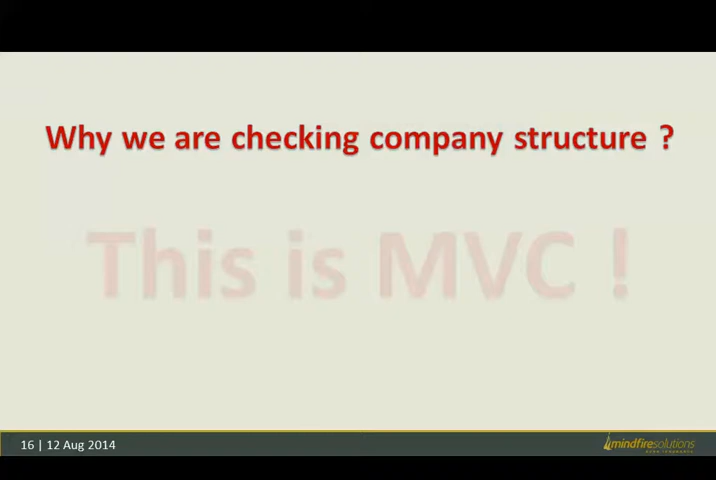 Why we are checking company structure ?
This is MVC !
16 | 12 Aug 2014
mindfiresolutions